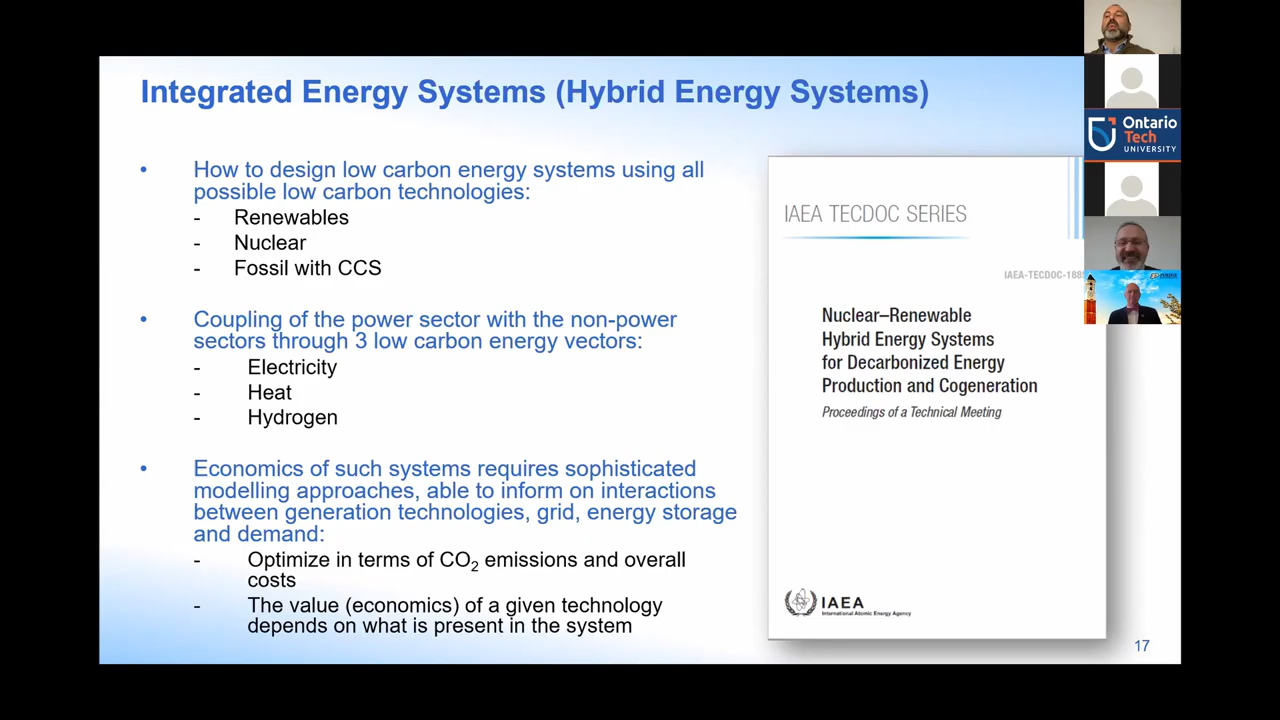 Integrated Energy Systems (Hybrid Energy Systems)
• How to design low carbon energy systems using all
possible low carbon technologies:
- Renewables
- Nuclear
- Fossil with CCS
• Coupling of the power sector with the non-power
sectors through 3 low carbon energy vectors:
- Electricity
- Heat
- Hydrogen
• Economics of such systems requires sophisticated
modelling approaches, able to inform on interactions
between generation technologies, grid, energy storage
and demand:
- Optimize in terms of CO₂ emissions and overall
costs
- The value (economics) of a given technology
depends on what is present in the system
IAEA TECDOC SERIES
IAEA-TECDOC-188
Nuclear–Renewable
Hybrid Energy Systems
for Decarbonized Energy
Production and Cogeneration
Proceedings of a Technical Meeting
IAEA
International Atomic Energy Agency
17
Ontario
Tech
UNIVERSITY